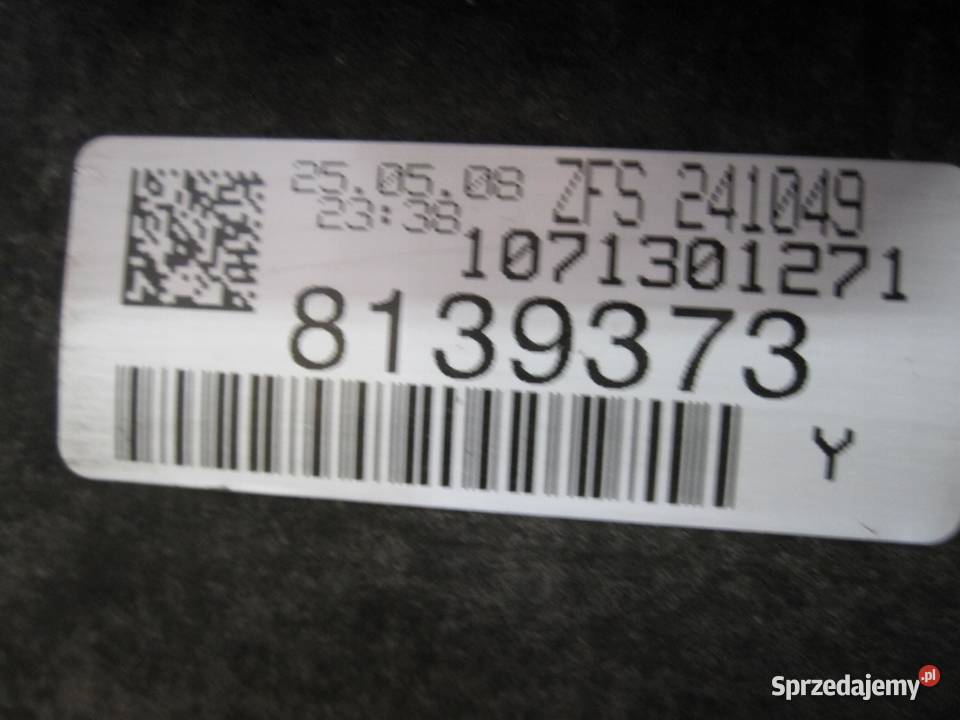 25.05.08 ZFS 241049
23:38
1071301271
8139373
Y
Sprzedajemy.pl